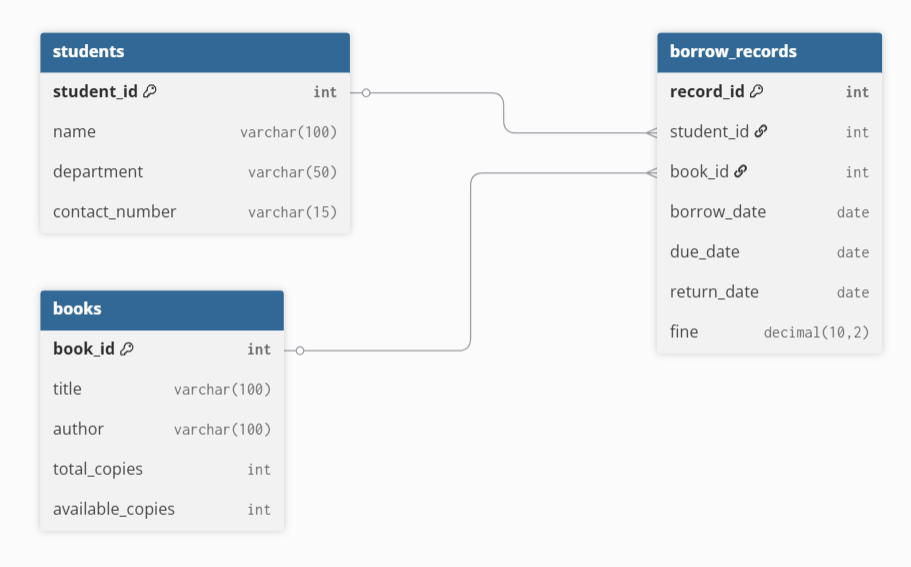 students
student_id int
name varchar(100)
department varchar(50)
contact_number varchar(15)
books
book_id int
title varchar(100)
author varchar(100)
total_copies int
available_copies int
borrow_records
record_id int
student_id int
book_id int
borrow_date date
due_date date
return_date date
fine decimal(10,2)